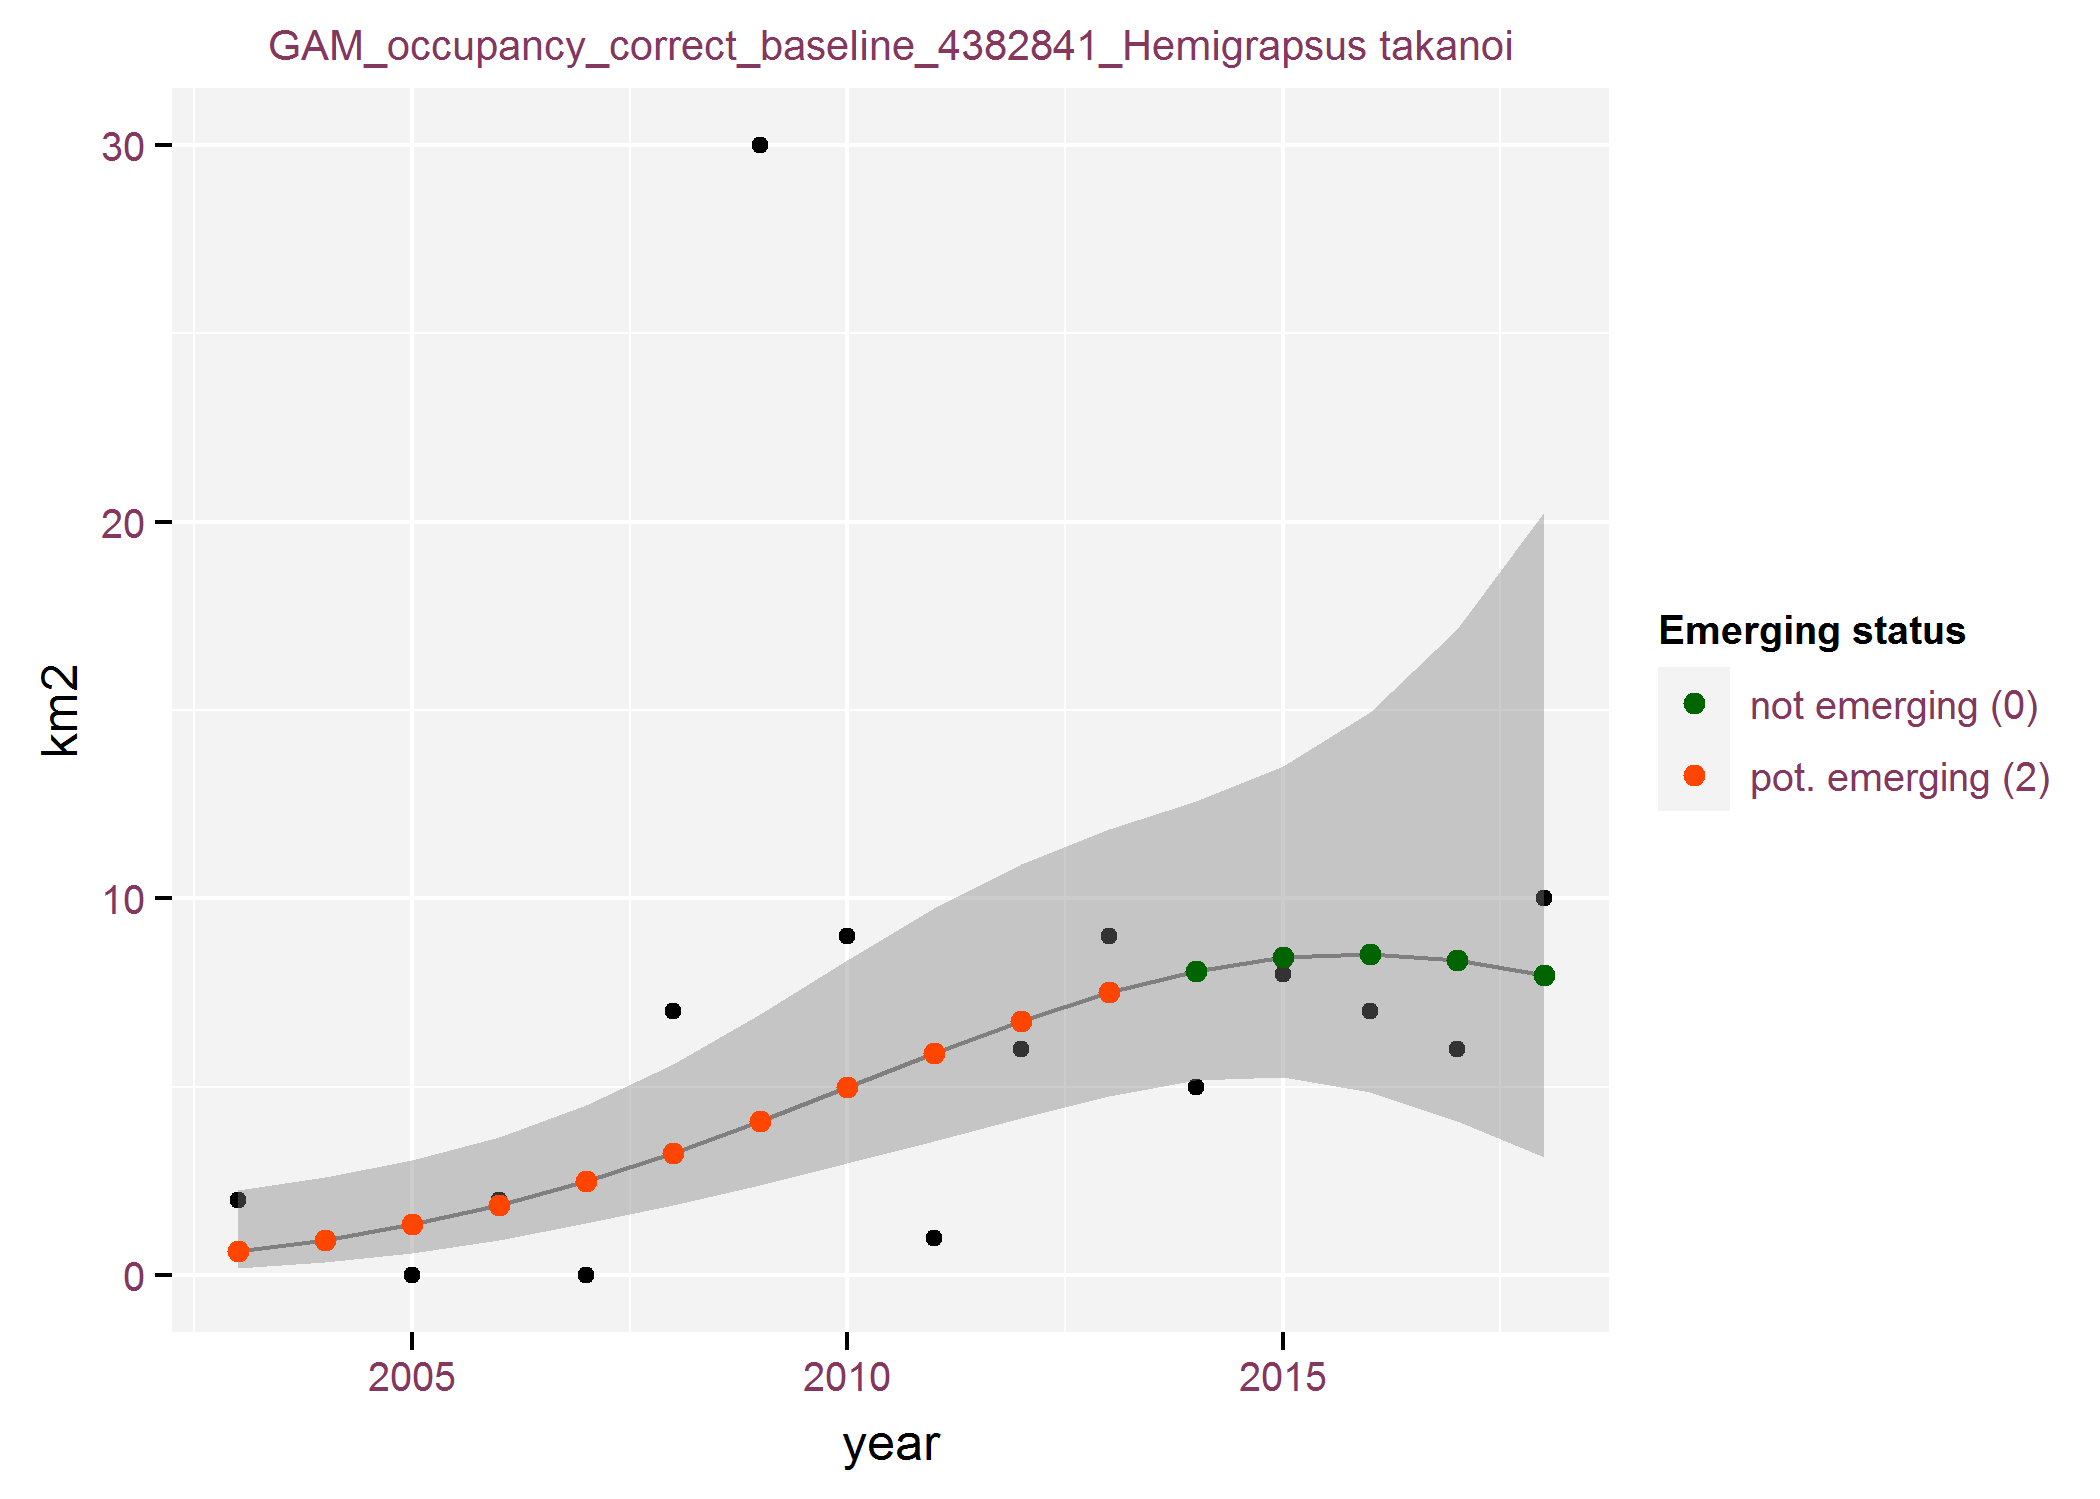 GAM_occupancy_correct_baseline_4382841_Hemigrapsus takanoi
30
20
10
0
km2
2005 2010 2015
year
Emerging status
not emerging (0)
pot. emerging (2)